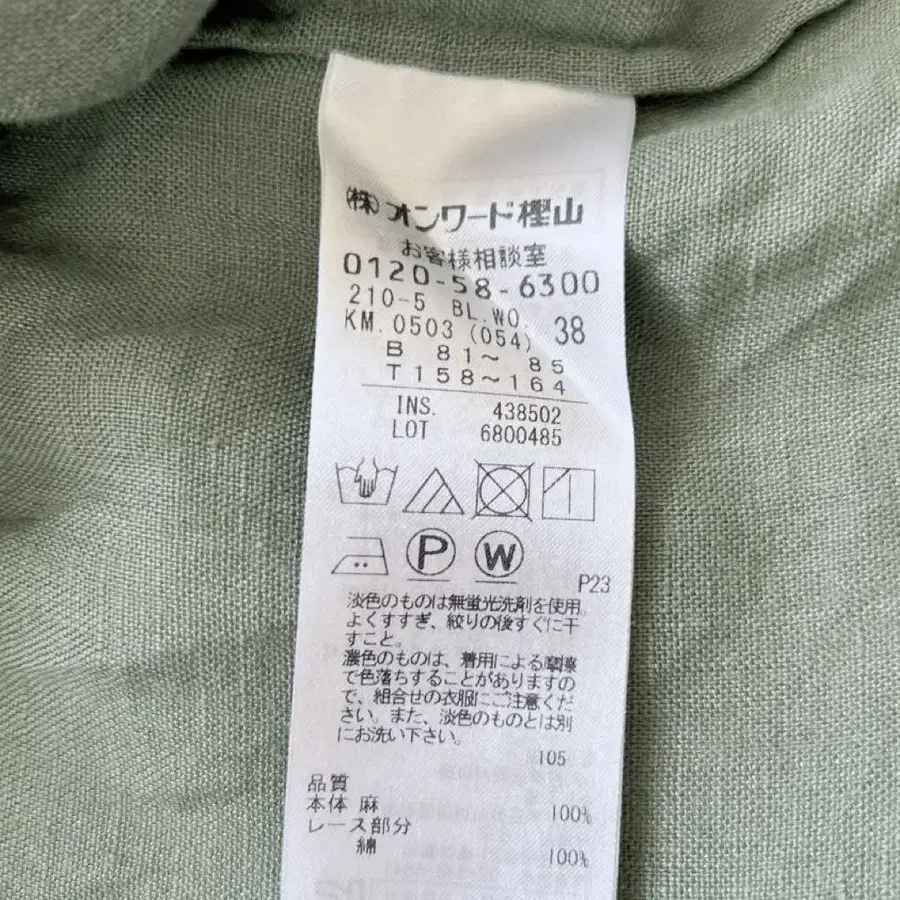 (株)オンワード樫山
お客様相談室
0120-58-6300
210-5 BL.WO. 38
KM.0503 (054)
B 81～ 85
T158～164
INS. 438502
LOT 6800485
P
W
P23
淡色のものは無蛍光洗剤を使用。
よくすすぎ、絞りの後すぐに干
すこと。
濃色のものは、着用による摩擦
で色落ちすることがありますの
で、組合せの衣服にご注意くだ
さい。また、淡色のものとは別
にお洗い下さい。
105
品質
本体 麻 100%
レース部分
綿 100%